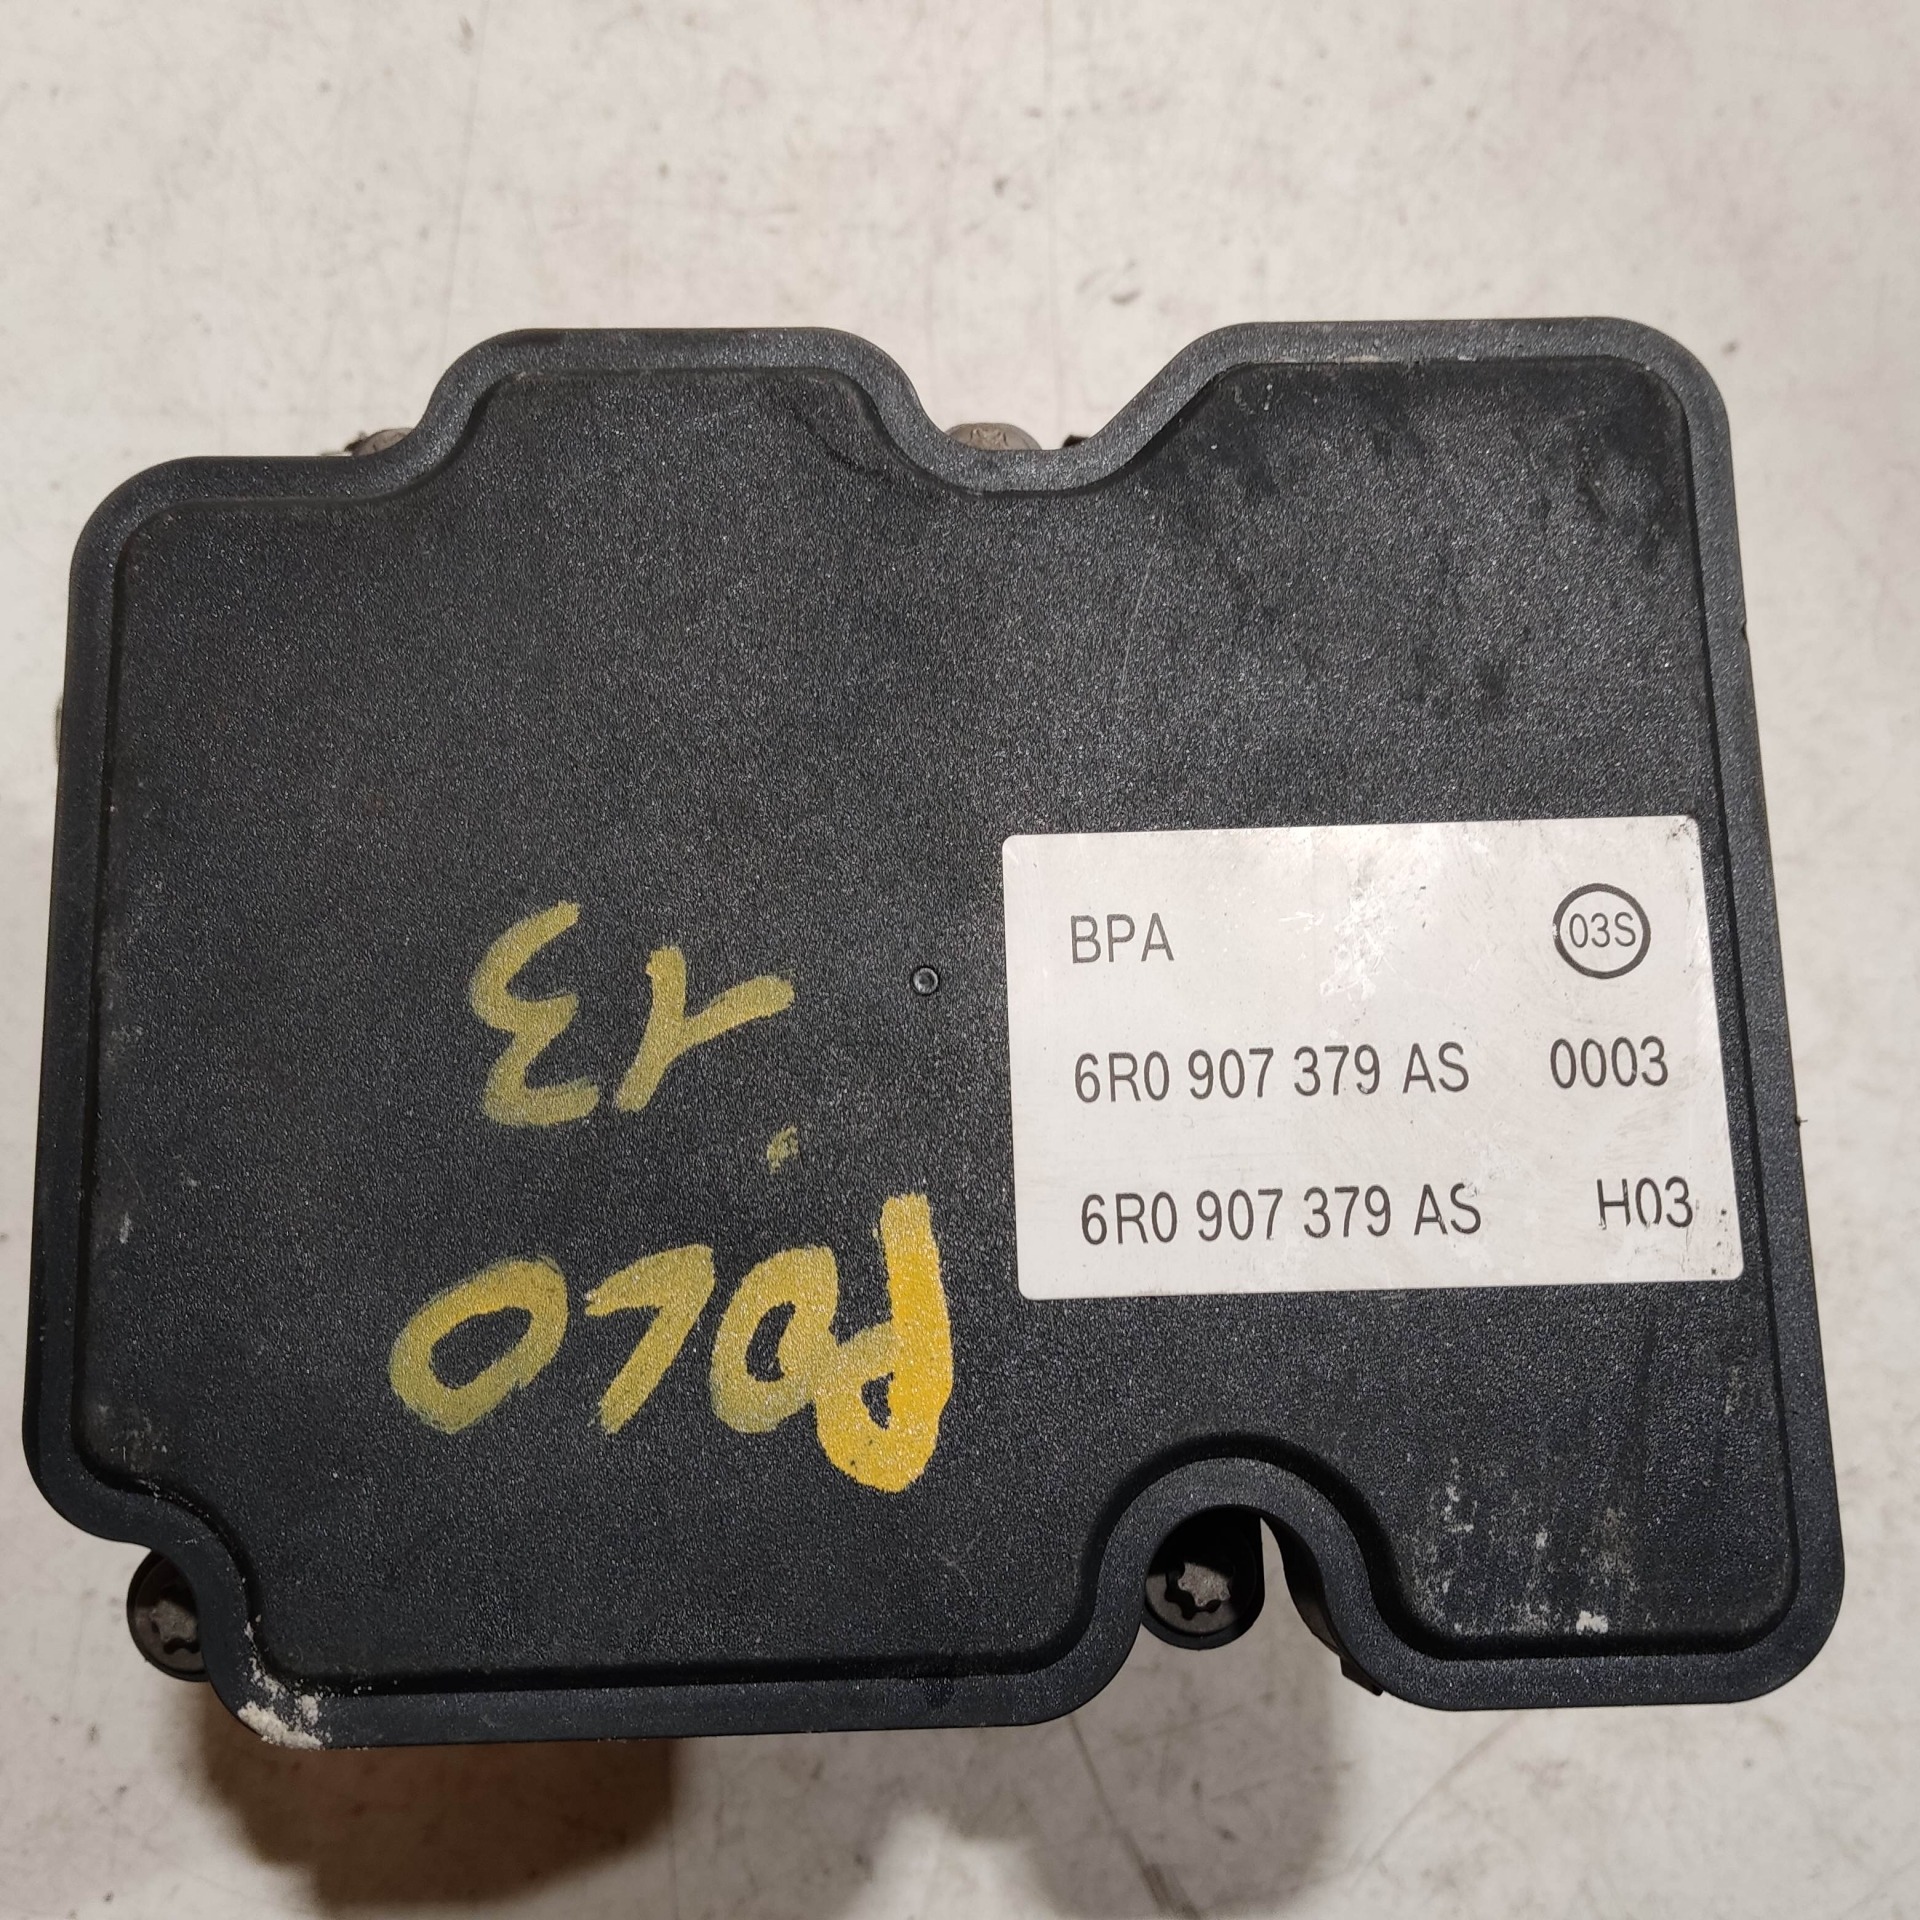 BPA 03S
6R0 907 379 AS 0003
6R0 907 379 AS H03
POLO
13